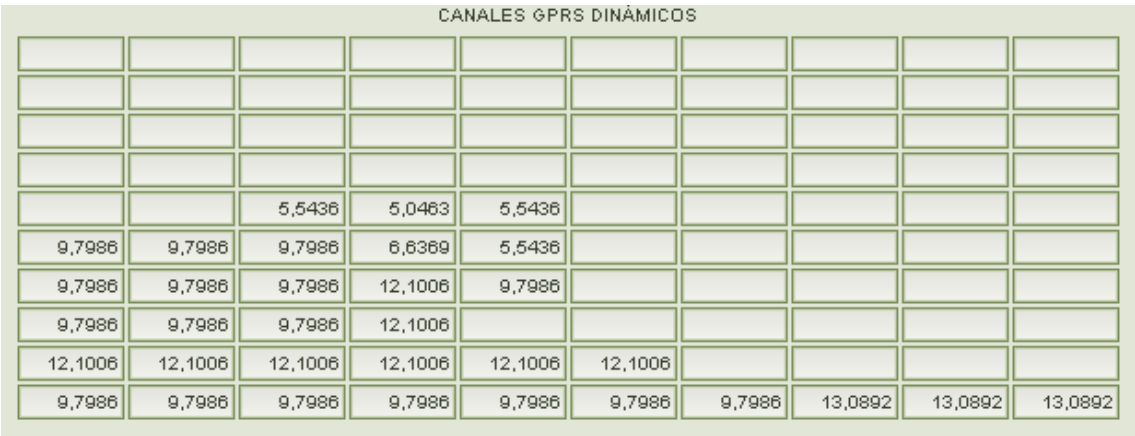 CANALES GPRS DINÁMICOS
5,5436 5,0463 5,5436
9,7986 9,7986 9,7986 6,6369 5,5436
9,7986 9,7986 9,7986 12,1006 9,7986
9,7986 9,7986 9,7986 12,1006
12,1006 12,1006 12,1006 12,1006 12,1006 12,1006
9,7986 9,7986 9,7986 9,7986 9,7986 9,7986 9,7986 13,0892 13,0892 13,0892